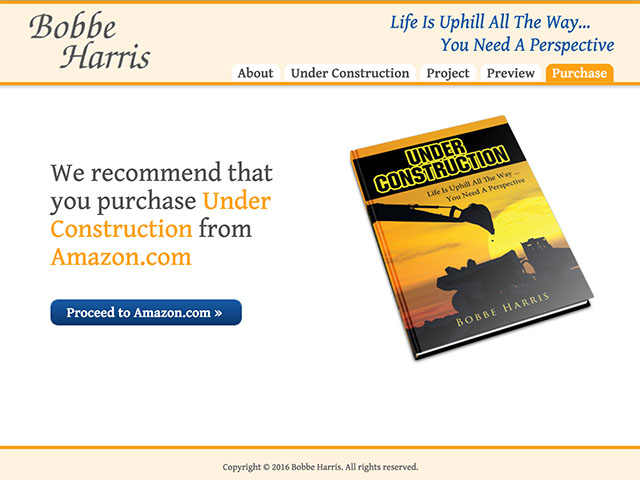 Bobbe
Harris
Life Is Uphill All The Way...
You Need A Perspective
About Under Construction Project Preview Purchase
We recommend that
you purchase Under
Construction from
Amazon.com
Proceed to Amazon.com »
UNDER
CONSTRUCTION
Life Is Uphill All The Way ...
You Need A Perspective
BOBBE HARRIS
Copyright © 2016 Bobbe Harris. All rights reserved.